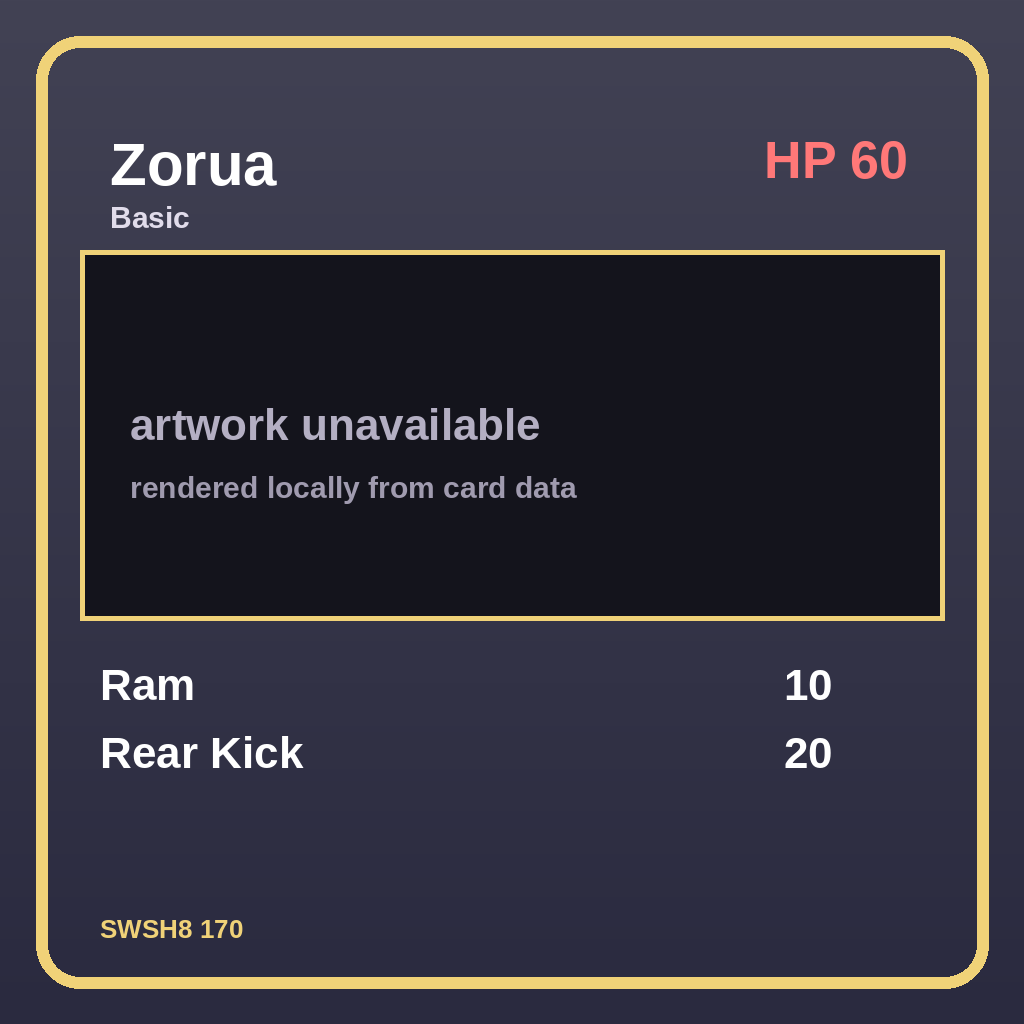 Zorua
HP 60
Basic
artwork unavailable
rendered locally from card data
Ram 10
Rear Kick 20
SWSH8 170